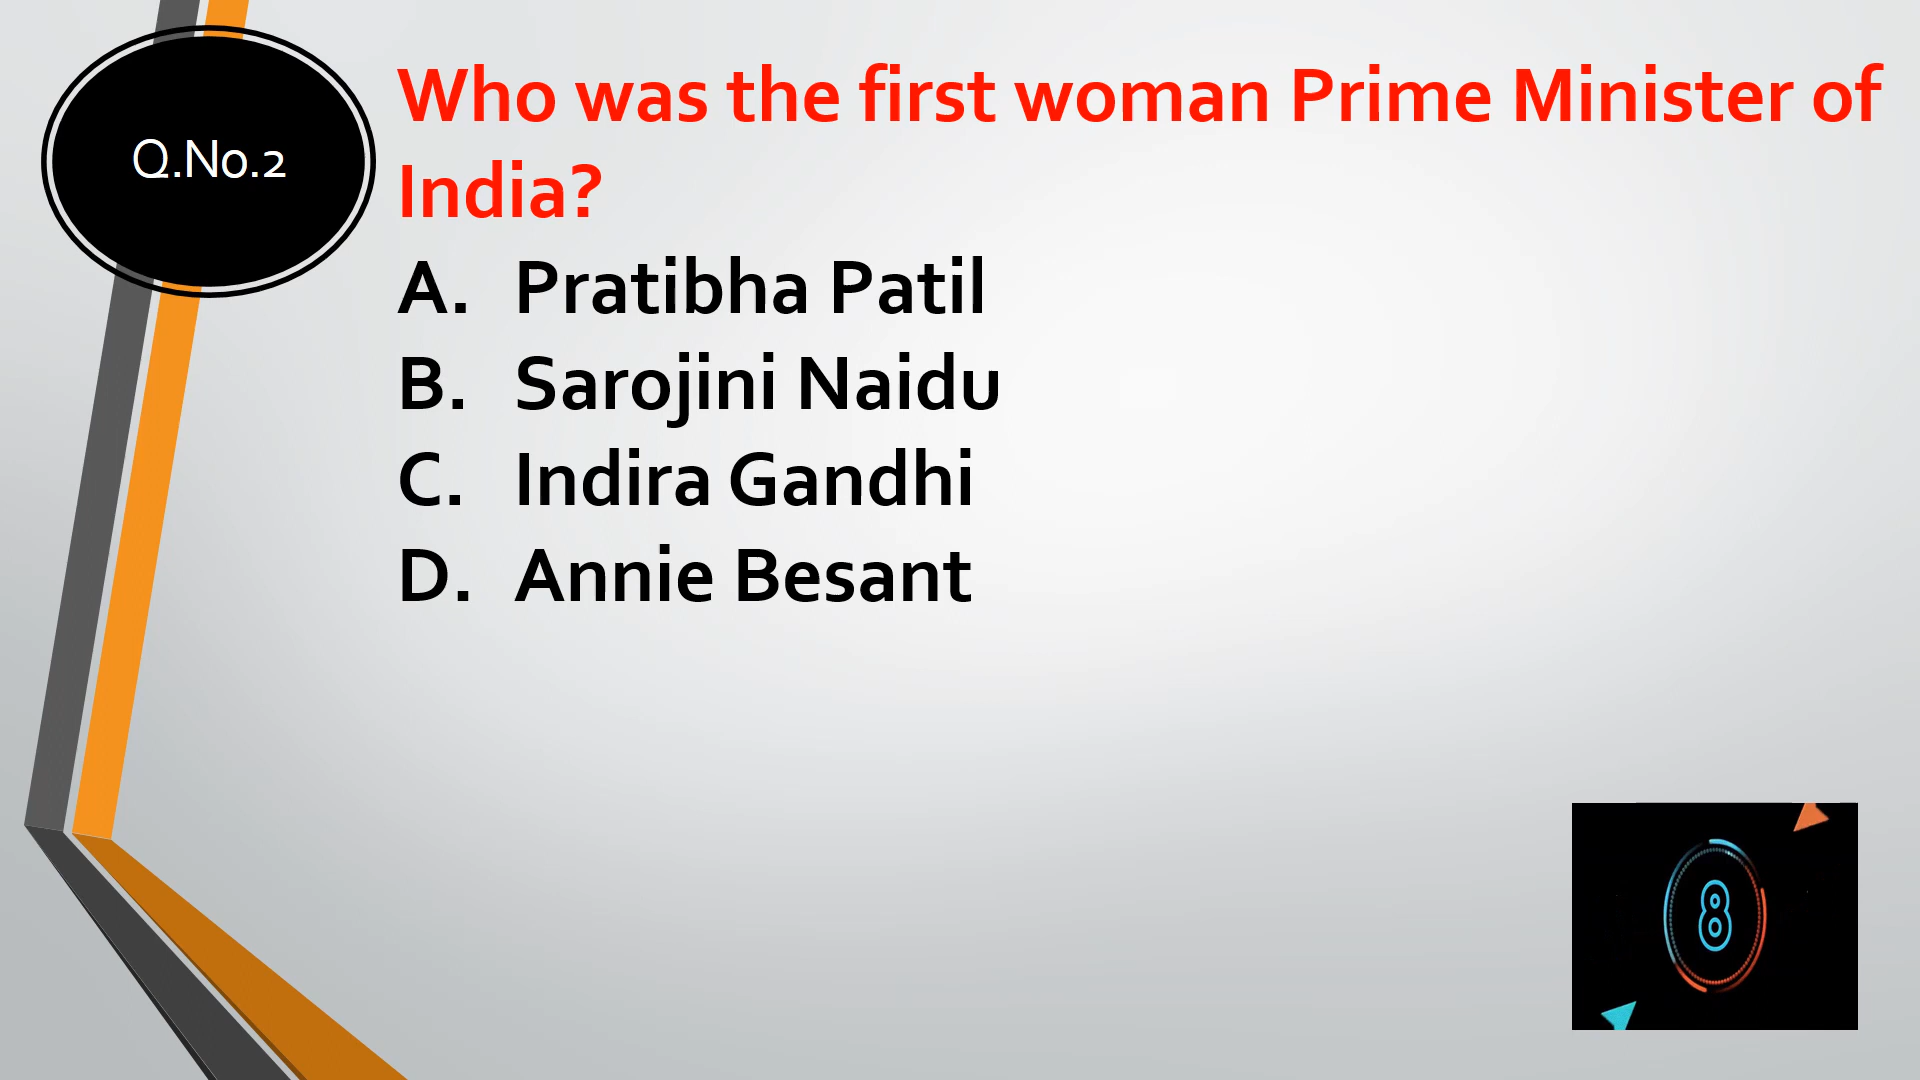 Q.No.2
Who was the first woman Prime Minister of
India?
A. Pratibha Patil
B. Sarojini Naidu
C. Indira Gandhi
D. Annie Besant
8